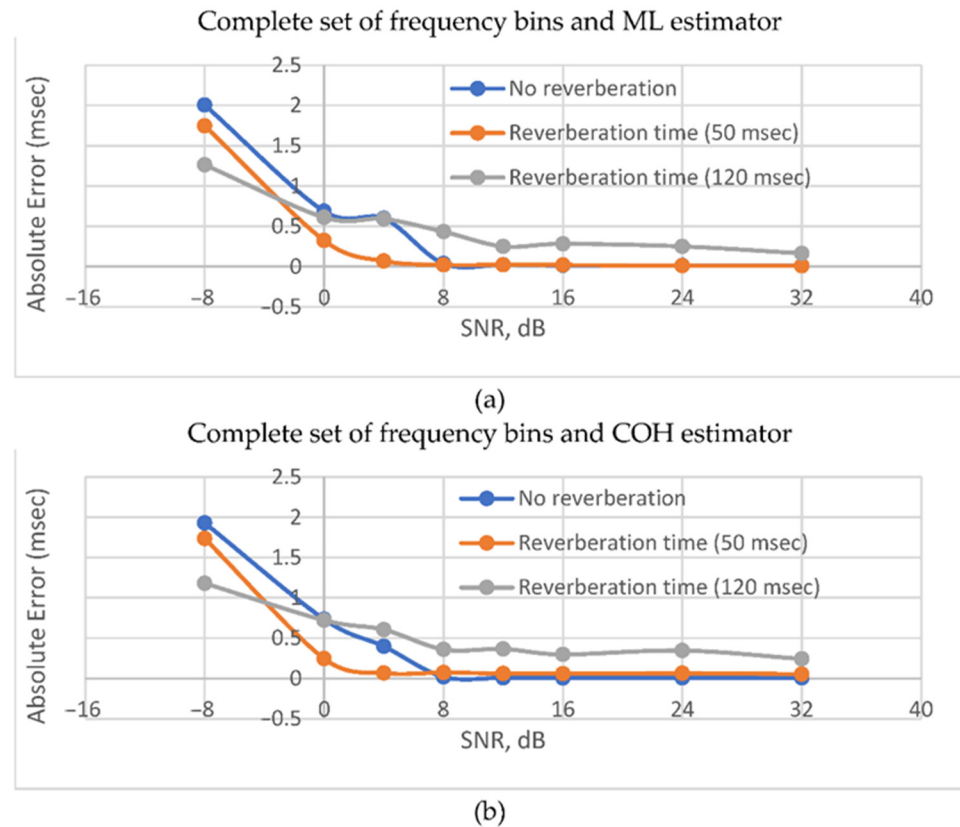 Complete set of frequency bins and ML estimator
2.5
2
1.5
1
0.5
0
−0.5
−16
−8
0
8
16
24
32
40
Absolute Error (msec)
SNR, dB
No reverberation
Reverberation time (50 msec)
Reverberation time (120 msec)
(a)
Complete set of frequency bins and COH estimator
2.5
2
1.5
1
0.5
0
−0.5
−16
−8
0
8
16
24
32
40
Absolute Error (msec)
SNR, dB
No reverberation
Reverberation time (50 msec)
Reverberation time (120 msec)
(b)